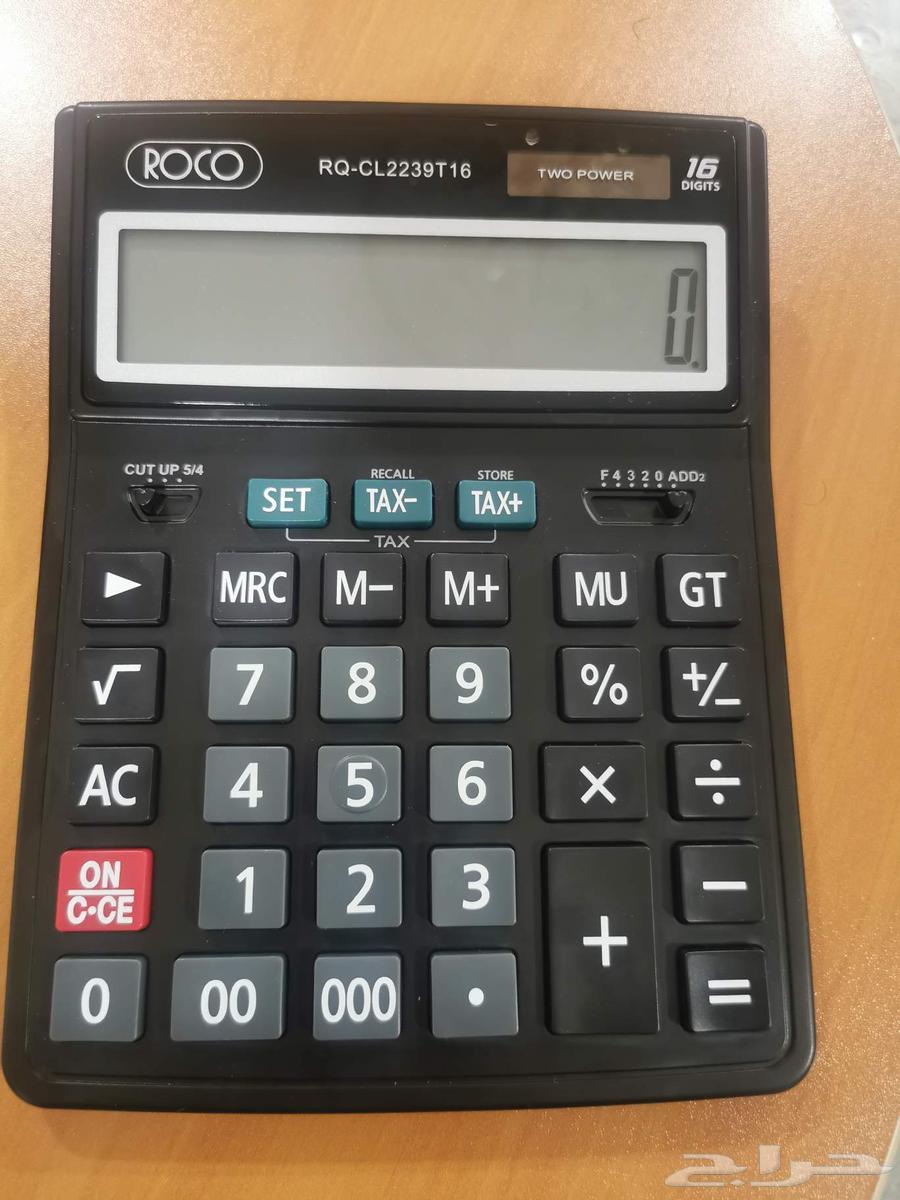 ROCO RQ-CL2239T16 TWO POWER 16 DIGITS
0.
CUT UP 5/4 RECALL STORE F 4 3 2 0 ADD2
SET TAX- TAX+
TAX
▶ MRC M- M+ MU GT
√ 7 8 9 % +/-
AC 4 5 6 × ÷
ON C•CE 1 2 3 + -
0 00 000 • =
حراج